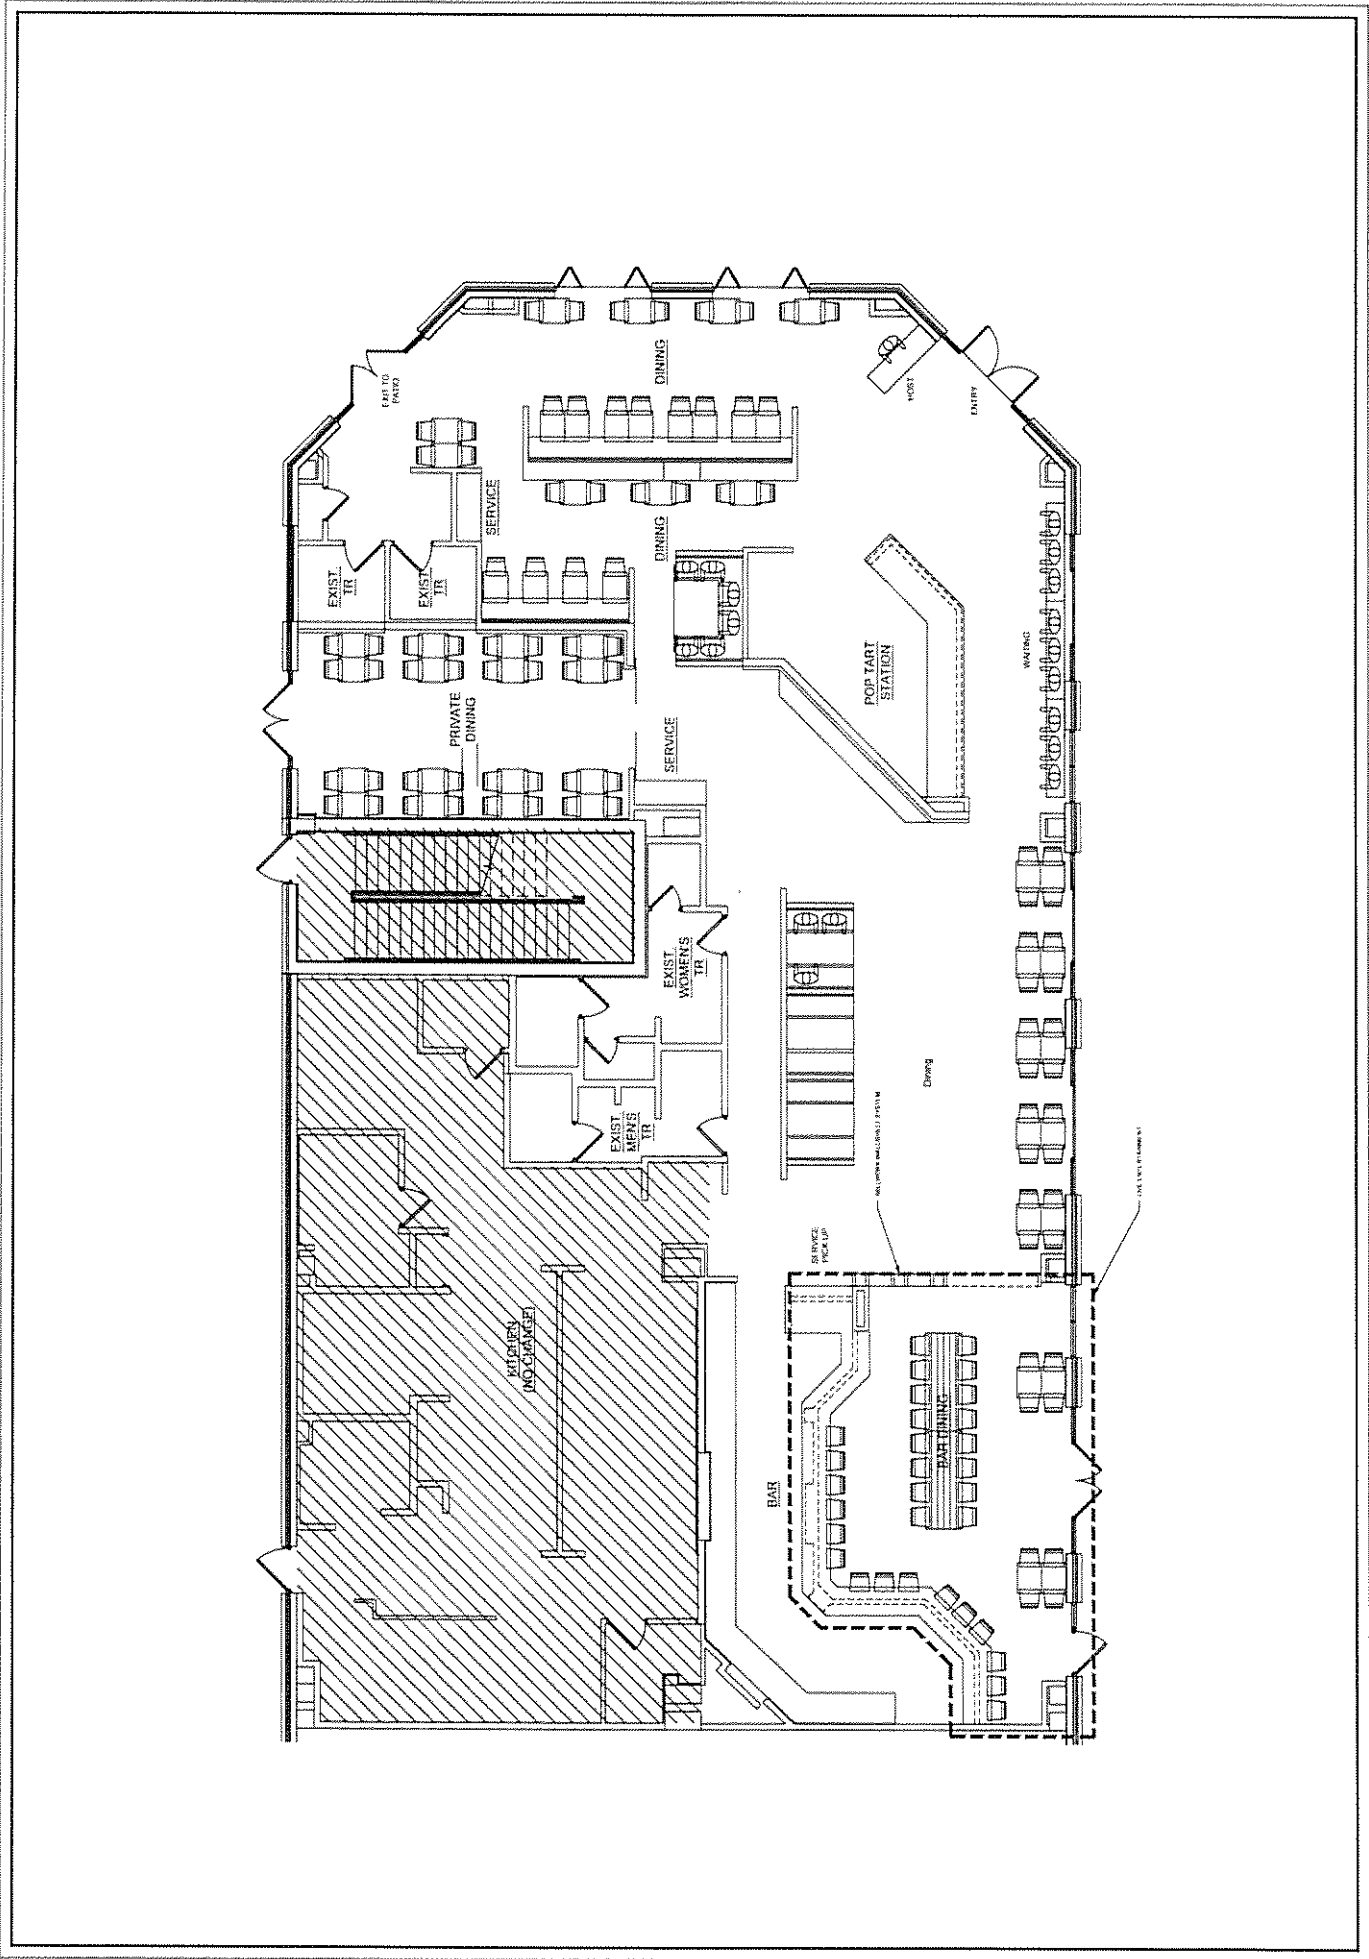 EXIT TO
PATIO
DINING
HOST
ENTRY
SERVICE
DINING
EXIST
TR
EXIST
TR
PRIVATE
DINING
SERVICE
POP TART
STATION
WAITING
EXIST
WOMEN'S
TR
EXIST
MEN'S
TR
Dining
SERVICE
PICK UP
KITCHEN
(NO CHANGE)
BAR
BAR DINING